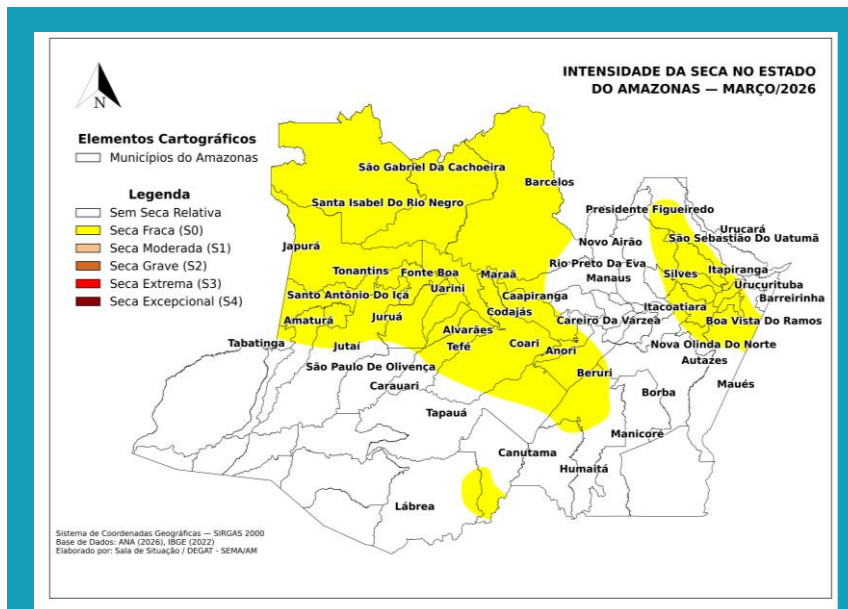 INTENSIDADE DA SECA NO ESTADO
DO AMAZONAS — MARÇO/2026
N
Elementos Cartográficos
Municípios do Amazonas
Legenda
Sem Seca Relativa
Seca Fraca (S0)
Seca Moderada (S1)
Seca Grave (S2)
Seca Extrema (S3)
Seca Excepcional (S4)
São Gabriel Da Cachoeira
Barcelos
Santa Isabel Do Rio Negro
Presidente Figueiredo
Urucará
Japurá
Novo Airão
São Sebastião Do Uatumã
Tonantins
Fonte Boa
Maraã
Rio Preto Da Eva
Silves
Itapiranga
Uarini
Manaus
Urucurituba
Santo Antônio Do Içá
Caapiranga
Barreirinha
Amaturá
Juruá
Codajás
Itacoatiara
Careiro Da Várzea
Boa Vista Do Ramos
Alvarães
Tabatinga
Jutaí
Tefé
Coari
Anori
Nova Olinda Do Norte
Autazes
São Paulo De Olivença
Beruri
Maués
Carauari
Borba
Tapauá
Manicoré
Canutama
Humaitá
Lábrea
Sistema de Coordenadas Geográficas — SIRGAS 2000
Base de Dados: ANA (2026), IBGE (2022)
Elaborado por: Sala de Situação / DEGAT - SEMA/AM